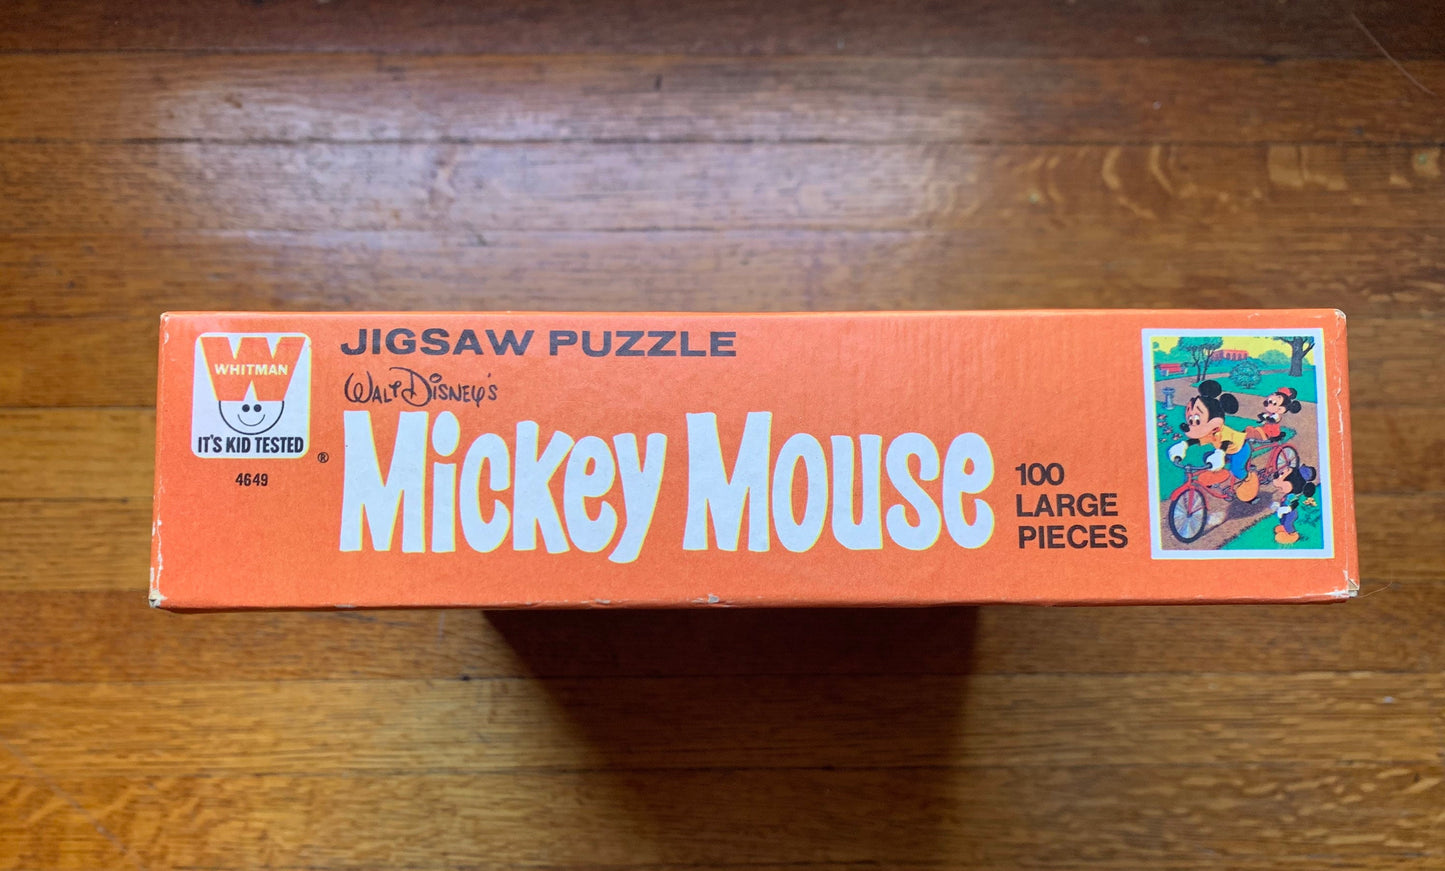 WHITMAN
IT'S KID TESTED
®
4649
JIGSAW PUZZLE
WALT DISNEY'S
Mickey Mouse
100
LARGE
PIECES